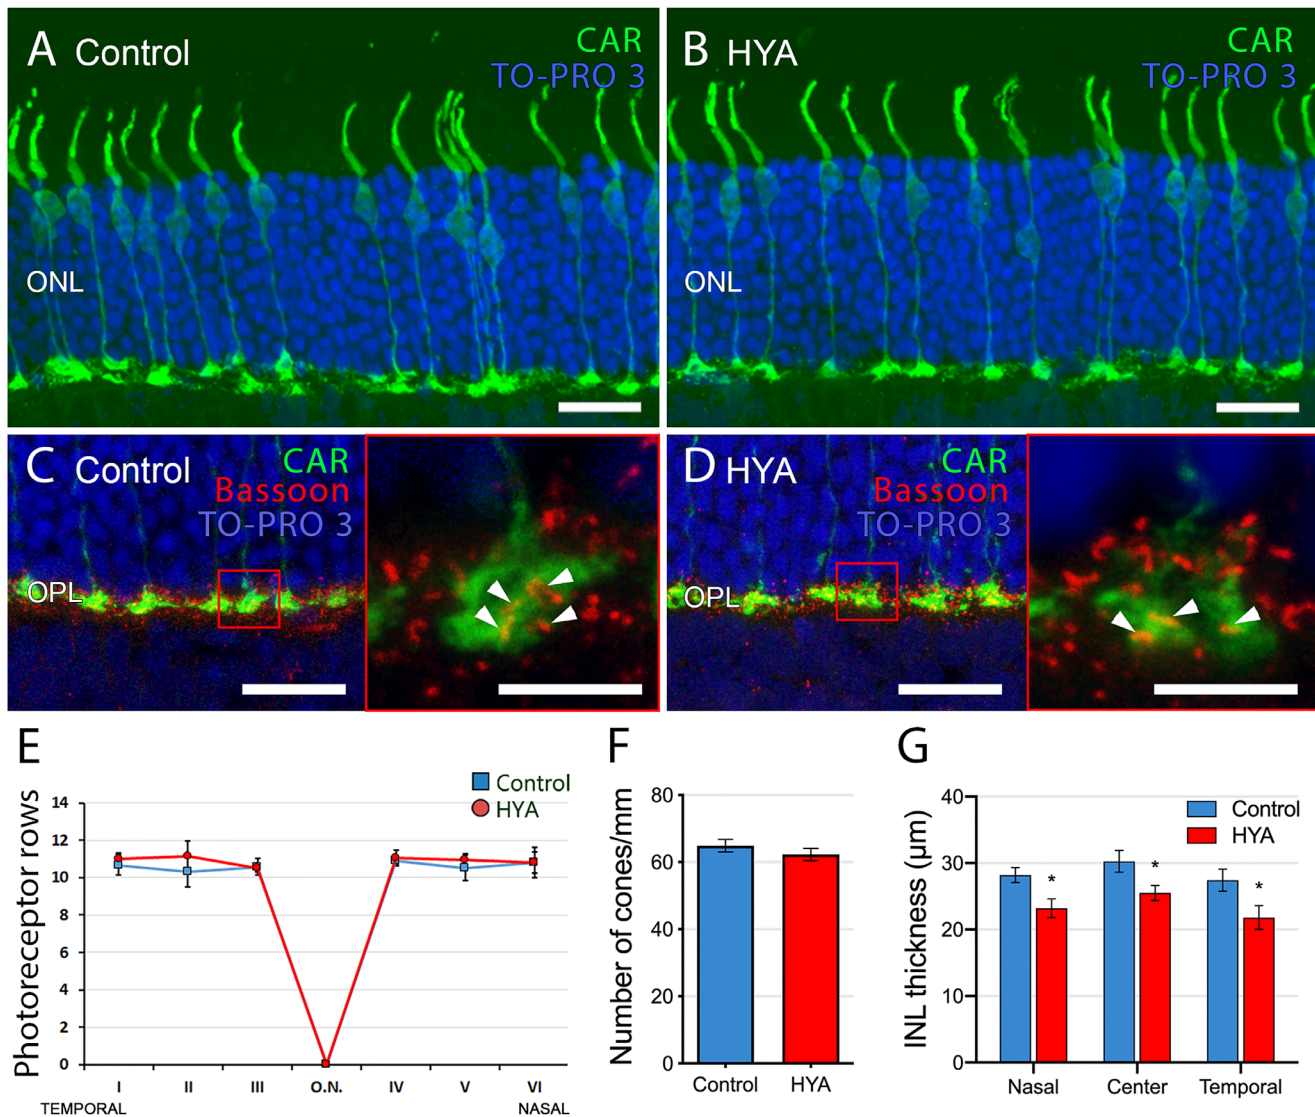 A Control
CAR
TO-PRO 3
ONL
B HYA
CAR
TO-PRO 3
ONL
C Control
CAR
Bassoon
TO-PRO 3
OPL
D HYA
CAR
Bassoon
TO-PRO 3
OPL
E
Control
HYA
Photoreceptor rows
14
12
10
8
6
4
2
0
I II III O.N. IV V VI
TEMPORAL NASAL
F
Number of cones/mm
80
60
40
20
0
Control HYA
G
Control
HYA
INL thickness (µm)
40
30
20
10
0
* * *
Nasal Center Temporal